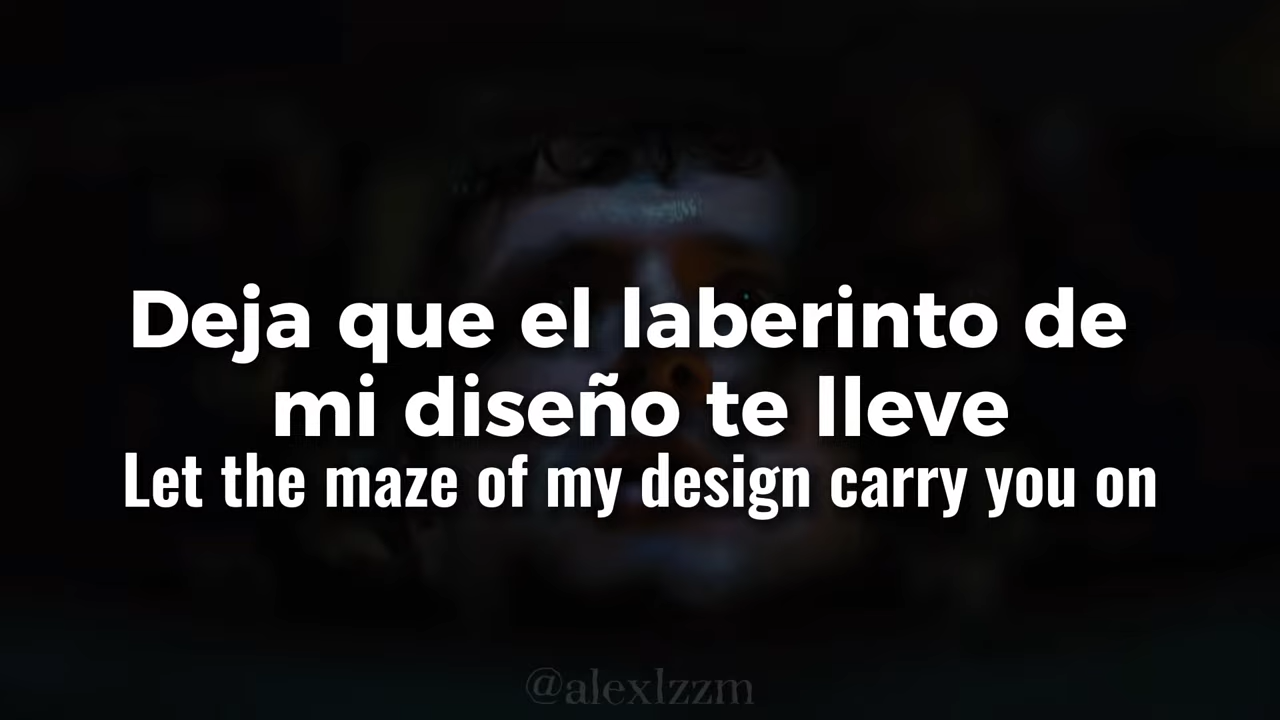 Deja que el laberinto de
mi diseño te lleve
Let the maze of my design carry you on
@alexlzzm